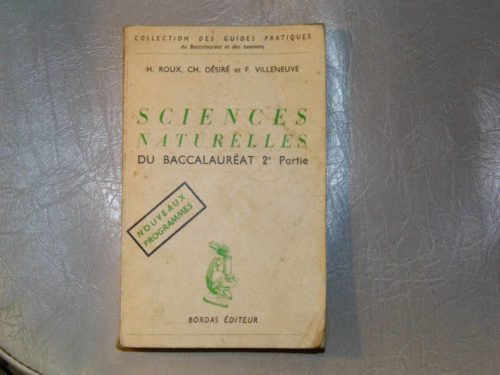 COLLECTION DES GUIDES PRATIQUES
du Baccalauréat et des examens
H. ROUX, CH. DÉSIRÉ et F. VILLENEUVE
SCIENCES
NATURELLES
DU BACCALAURÉAT 2e Partie
NOUVEAUX
PROGRAMMES
BORDAS ÉDITEUR